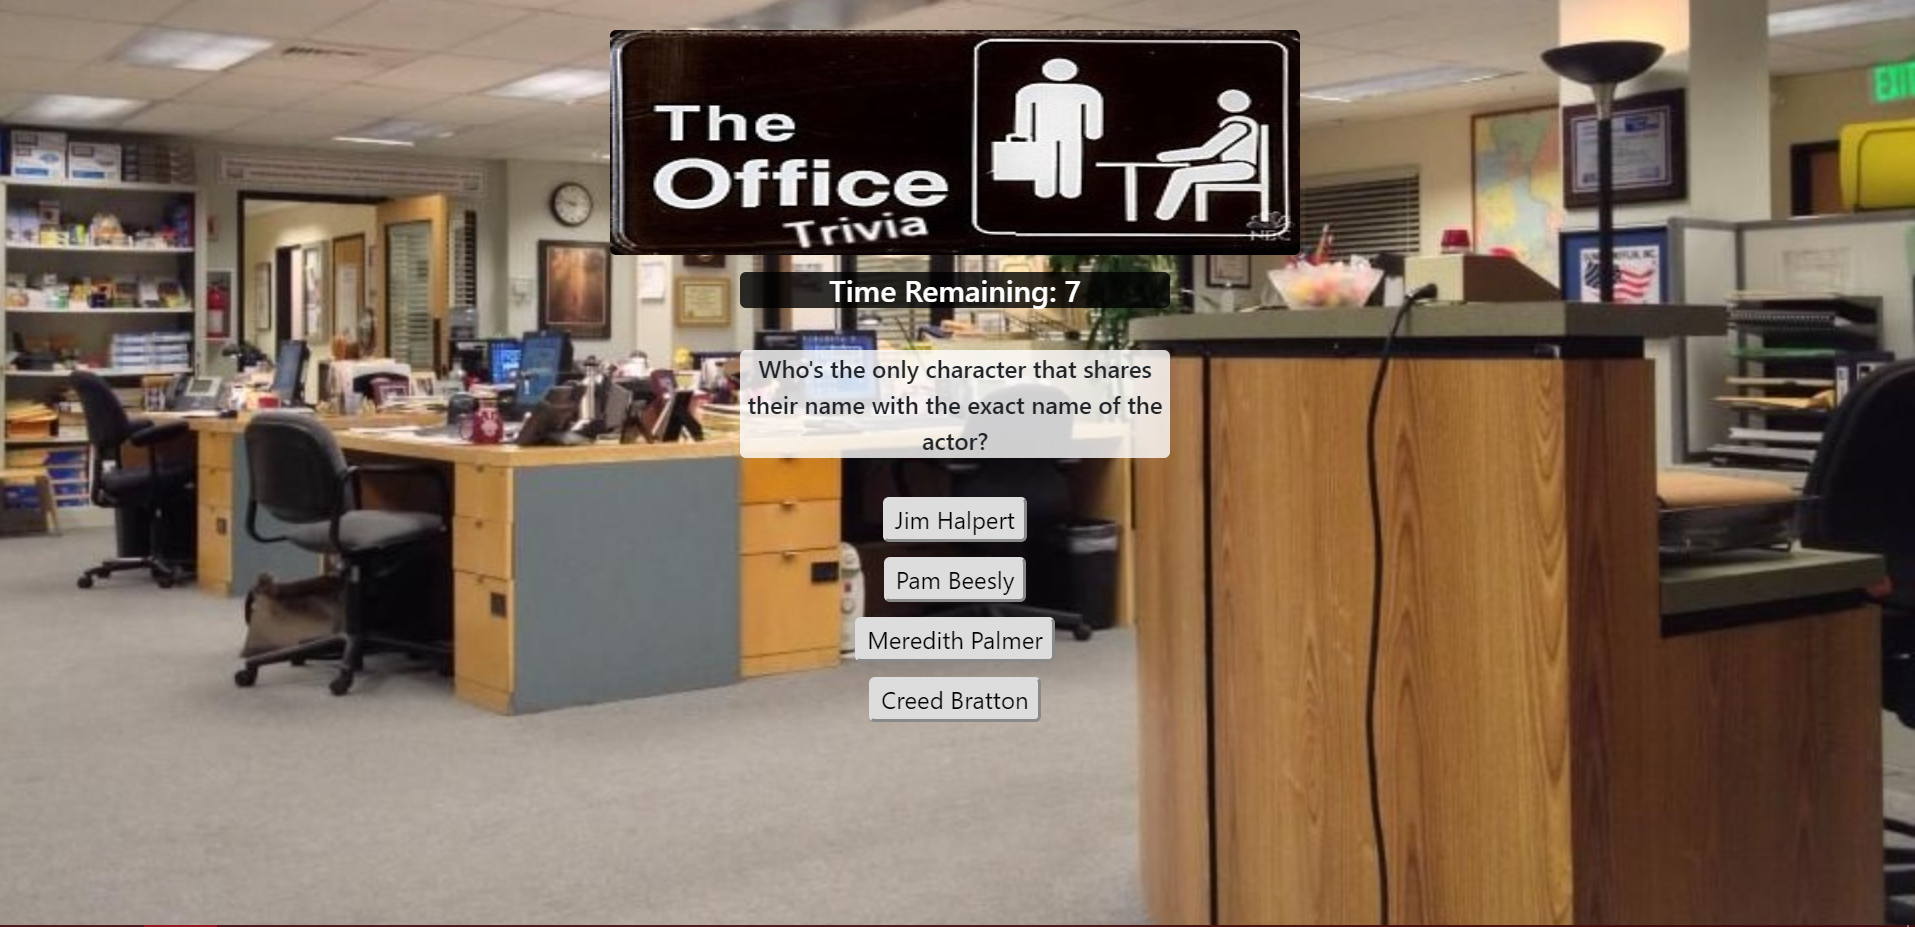 The
Office
Trivia
NBC
EXIT
Time Remaining: 7
Who's the only character that shares
their name with the exact name of the
actor?
Jim Halpert
Pam Beesly
Meredith Palmer
Creed Bratton